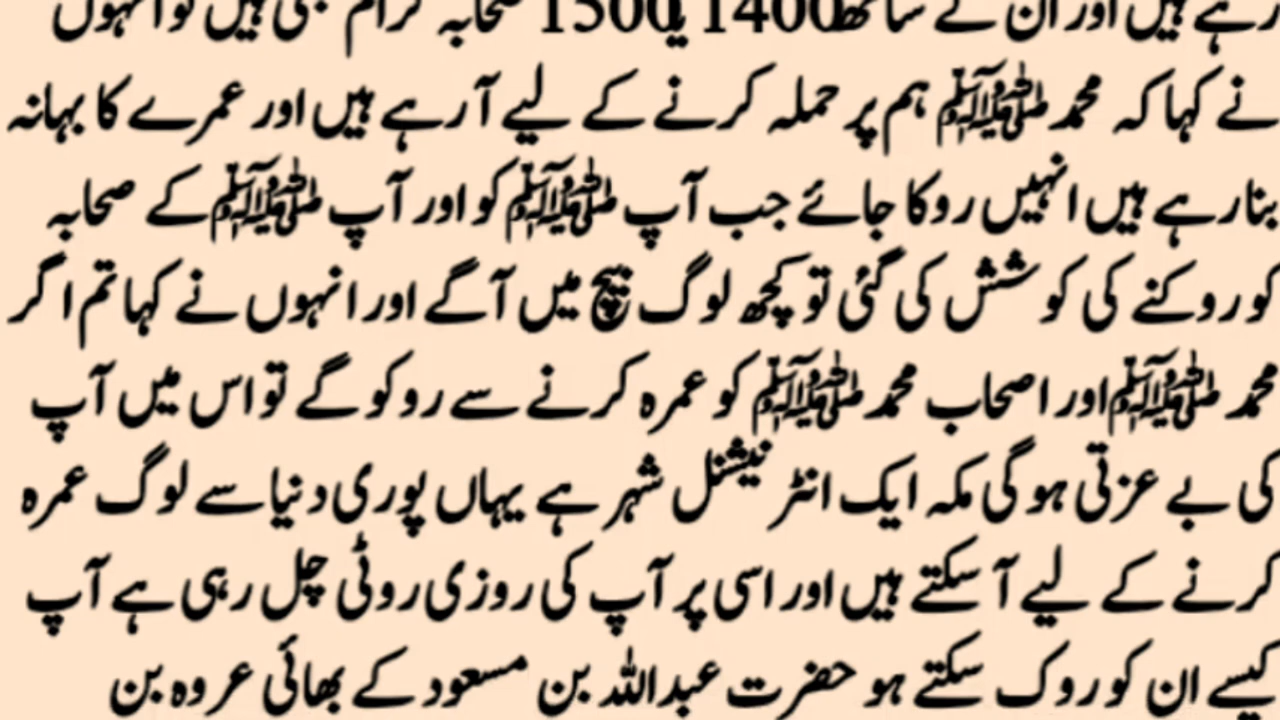 رہے ہیں اور ان کے ساتھ 1400 یا 1500 صحابہ کرام بھی ہیں تو انہوں
نے کہا کہ محمد ﷺ ہم پر حملہ کرنے کے لیے آ رہے ہیں اور عمرے کا بہانہ
بنا رہے ہیں انہیں روکا جائے جب آپ ﷺ کو اور آپ ﷺ کے صحابہ
کو روکنے کی کوشش کی گئی تو کچھ لوگ بیچ میں آگے اور انہوں نے کہا تم اگر
محمد ﷺ اور اصحاب محمد ﷺ کو عمرہ کرنے سے روکو گے تو اس میں آپ
کی بے عزتی ہوگی مکہ ایک انٹر نیشنل شہر ہے یہاں پوری دنیا سے لوگ عمرہ
کرنے کے لیے آ سکتے ہیں اور اسی پر آپ کی روزی روٹی چل رہی ہے آپ
کیسے ان کو روک سکتے ہو حضرت عبداللہ بن مسعود کے بھائی عروہ بن